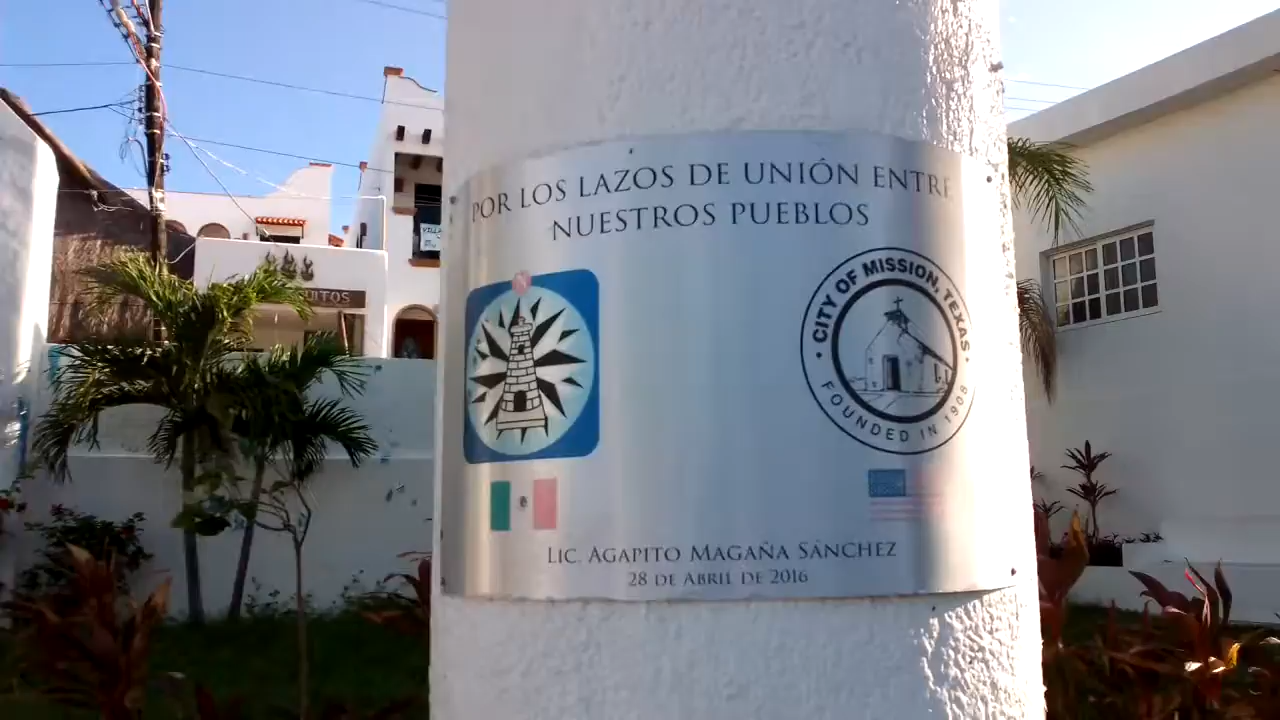 POR LOS LAZOS DE UNIÓN ENTRE
NUESTROS PUEBLOS
CITY OF MISSION, TEXAS
FOUNDED IN 1908
LIC. AGAPITO MAGAÑA SÁNCHEZ
28 DE ABRIL DE 2016